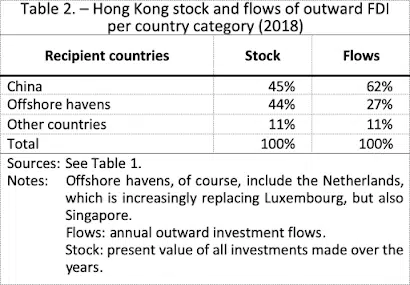 Table 2. – Hong Kong stock and flows of outward FDI
per country category (2018)
Recipient countries Stock Flows
China 45% 62%
Offshore havens 44% 27%
Other countries 11% 11%
Total 100% 100%
Sources: See Table 1.
Notes: Offshore havens, of course, include the Netherlands,
which is increasingly replacing Luxembourg, but also
Singapore.
Flows: annual outward investment flows.
Stock: present value of all investments made over the
years.